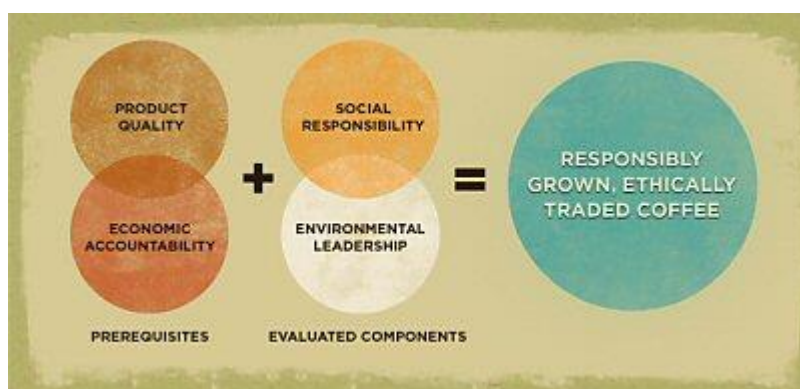 PRODUCT
QUALITY
ECONOMIC
ACCOUNTABILITY
PREREQUISITES
+
SOCIAL
RESPONSIBILITY
ENVIRONMENTAL
LEADERSHIP
EVALUATED COMPONENTS
=
RESPONSIBLY
GROWN, ETHICALLY
TRADED COFFEE